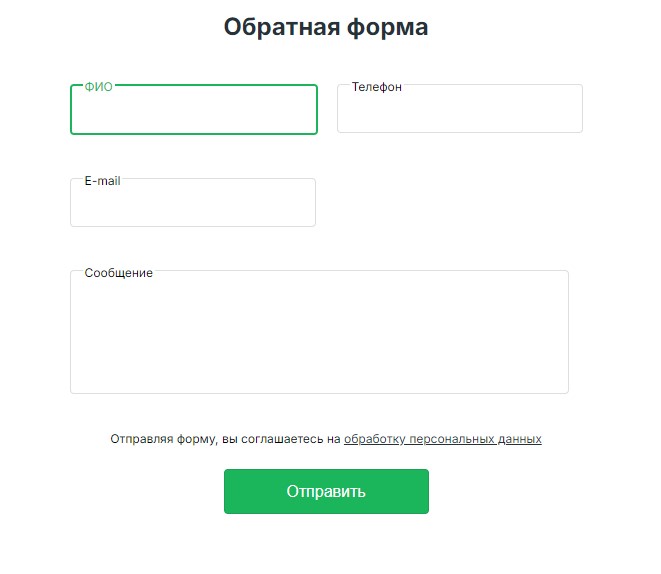 Обратная форма
ФИО
Телефон
E-mail
Сообщение
Отправляя форму, вы соглашаетесь на обработку персональных данных
Отправить